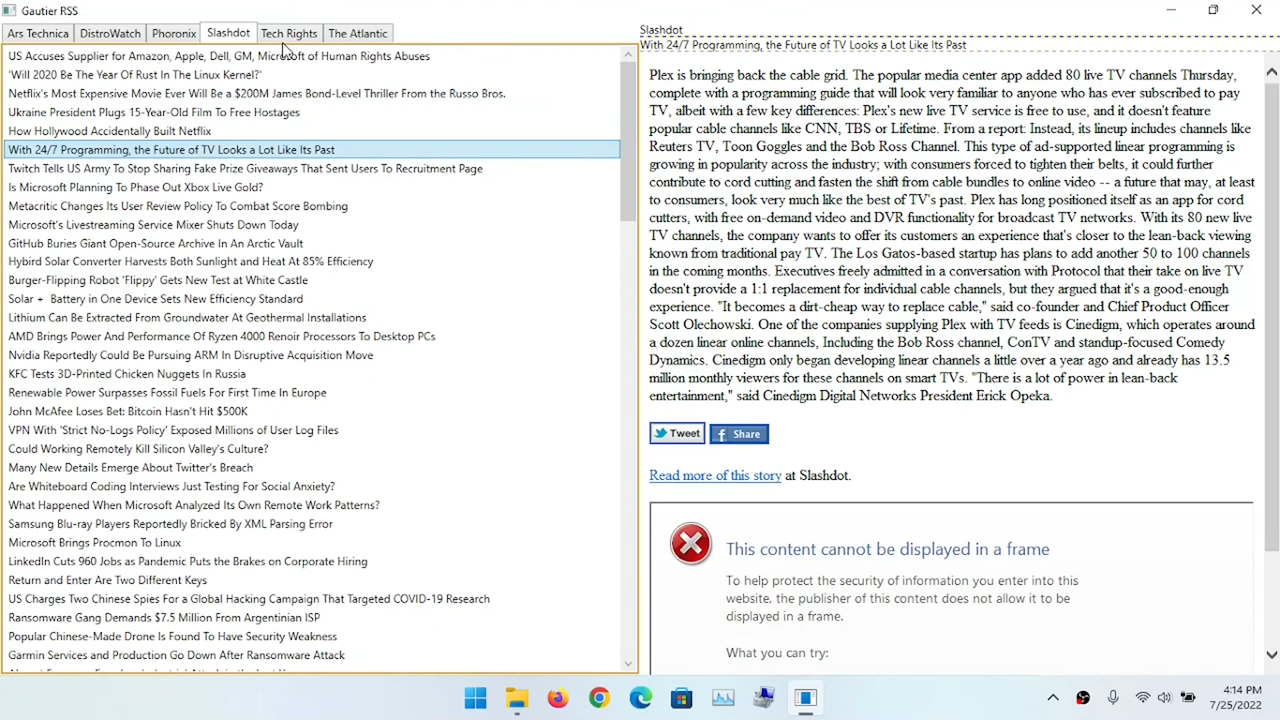 Gautier RSS
Ars Technica
DistroWatch
Phoronix
Slashdot
Tech Rights
The Atlantic
US Accuses Supplier for Amazon, Apple, Dell, GM, Microsoft of Human Rights Abuses
'Will 2020 Be The Year Of Rust In The Linux Kernel?'
Netflix's Most Expensive Movie Ever Will Be a $200M James Bond-Level Thriller From the Russo Bros.
Ukraine President Plugs 15-Year-Old Film To Free Hostages
How Hollywood Accidentally Built Netflix
With 24/7 Programming, the Future of TV Looks a Lot Like Its Past
Twitch Tells US Army To Stop Sharing Fake Prize Giveaways That Sent Users To Recruitment Page
Is Microsoft Planning To Phase Out Xbox Live Gold?
Metacritic Changes Its User Review Policy To Combat Score Bombing
Microsoft's Livestreaming Service Mixer Shuts Down Today
GitHub Buries Giant Open-Source Archive In An Arctic Vault
Hybird Solar Converter Harvests Both Sunlight and Heat At 85% Efficiency
Burger-Flipping Robot 'Flippy' Gets New Test at White Castle
Solar + Battery in One Device Sets New Efficiency Standard
Lithium Can Be Extracted From Groundwater At Geothermal Installations
AMD Brings Power And Performance Of Ryzen 4000 Renoir Processors To Desktop PCs
Nvidia Reportedly Could Be Pursuing ARM In Disruptive Acquisition Move
KFC Tests 3D-Printed Chicken Nuggets In Russia
Renewable Power Surpasses Fossil Fuels For First Time In Europe
John McAfee Loses Bet: Bitcoin Hasn't Hit $500K
VPN With 'Strict No-Logs Policy' Exposed Millions of User Log Files
Could Working Remotely Kill Silicon Valley's Culture?
Many New Details Emerge About Twitter's Breach
Are Whiteboard Coding Interviews Just Testing For Social Anxiety?
What Happened When Microsoft Analyzed Its Own Remote Work Patterns?
Samsung Blu-ray Players Reportedly Bricked By XML Parsing Error
Microsoft Brings Procmon To Linux
LinkedIn Cuts 960 Jobs as Pandemic Puts the Brakes on Corporate Hiring
Return and Enter Are Two Different Keys
US Charges Two Chinese Spies For a Global Hacking Campaign That Targeted COVID-19 Research
Ransomware Gang Demands $7.5 Million From Argentinian ISP
Popular Chinese-Made Drone Is Found To Have Security Weakness
Garmin Services and Production Go Down After Ransomware Attack
Slashdot
With 24/7 Programming, the Future of TV Looks a Lot Like Its Past
Plex is bringing back the cable grid. The popular media center app added 80 live TV channels Thursday,
complete with a programming guide that will look very familiar to anyone who has ever subscribed to pay
TV, albeit with a few key differences: Plex's new live TV service is free to use, and it doesn't feature
popular cable channels like CNN, TBS or Lifetime. From a report: Instead, its lineup includes channels like
Reuters TV, Toon Goggles and the Bob Ross Channel. This type of ad-supported linear programming is
growing in popularity across the industry; with consumers forced to tighten their belts, it could further
contribute to cord cutting and fasten the shift from cable bundles to online video -- a future that may, at least
to consumers, look very much like the best of TV's past. Plex has long positioned itself as an app for cord
cutters, with free on-demand video and DVR functionality for broadcast TV networks. With its 80 new live
TV channels, the company wants to offer its customers an experience that's closer to the lean-back viewing
known from traditional pay TV. The Los Gatos-based startup has plans to add another 50 to 100 channels
in the coming months. Executives freely admitted in a conversation with Protocol that their take on live TV
doesn't provide a 1:1 replacement for individual cable channels, but they argued that it's a good-enough
experience. "It becomes a dirt-cheap way to replace cable," said co-founder and Chief Product Officer
Scott Olechowski. One of the companies supplying Plex with TV feeds is Cinedigm, which operates around
a dozen linear online channels, Including the Bob Ross channel, ConTV and standup-focused Comedy
Dynamics. Cinedigm only began developing linear channels a little over a year ago and already has 13.5
million monthly viewers for these channels on smart TVs. "There is a lot of power in lean-back
entertainment," said Cinedigm Digital Networks President Erick Opeka.
Tweet
Share
Read more of this story at Slashdot.
This content cannot be displayed in a frame
To help protect the security of information you enter into this
website, the publisher of this content does not allow it to be
displayed in a frame.
What you can try:
4:14 PM
7/25/2022